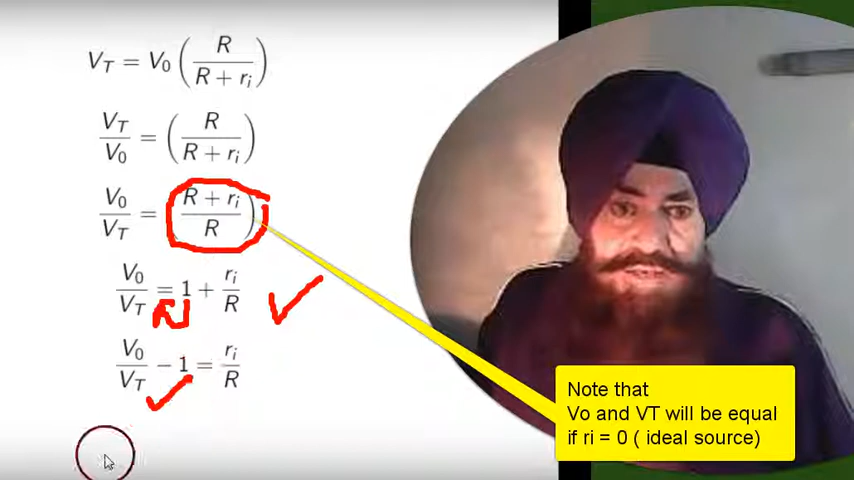 V_T = V_0 ( R / (R + r_i) )
V_T / V_0 = ( R / (R + r_i) )
V_0 / V_T = ( (R + r_i) / R )
V_0 / V_T = 1 + r_i / R
V_0 / V_T − 1 = r_i / R
Note that
Vo and VT will be equal
if ri = 0 ( ideal source)